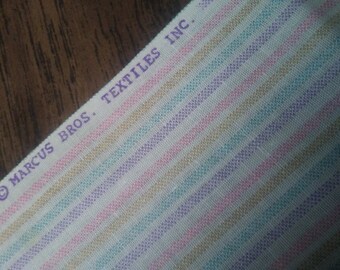 © MARCUS BROS. TEXTILES INC.